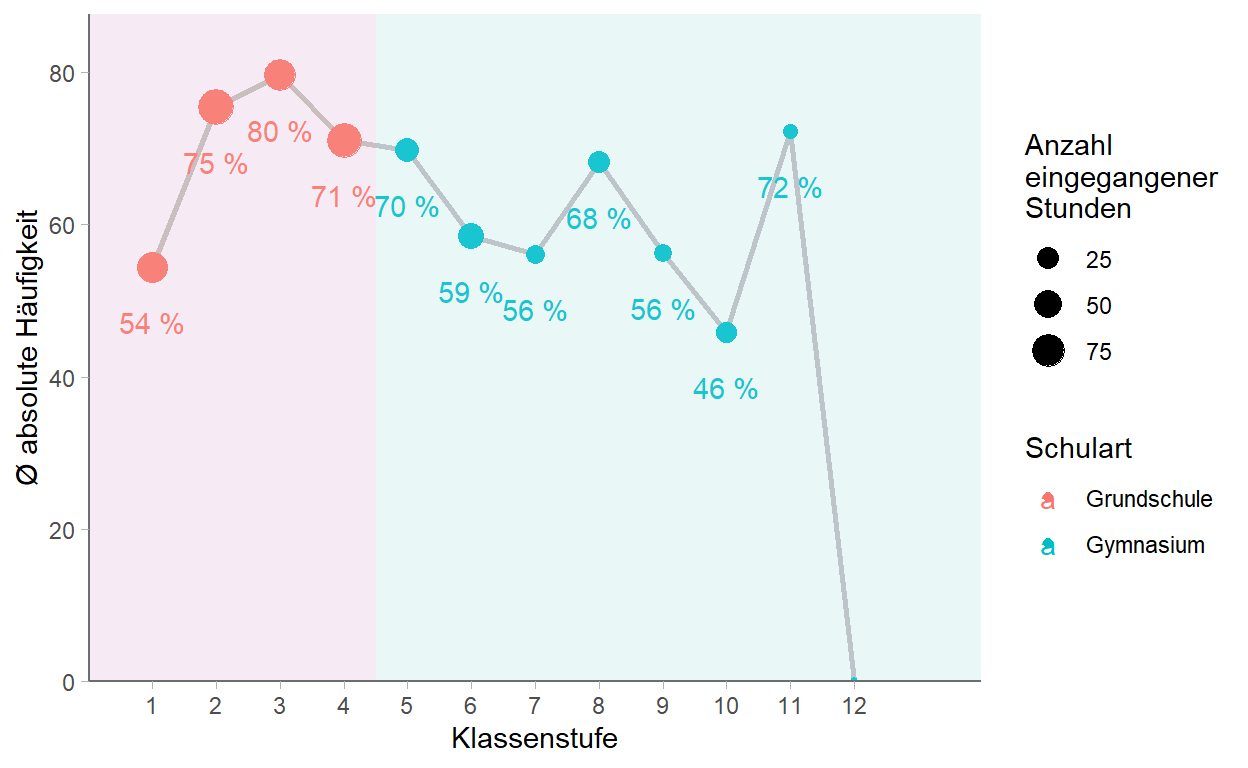 80
60
40
20
0
Ø absolute Häufigkeit
54 %
75 %
80 %
71 %
70 %
59 %
56 %
68 %
56 %
46 %
72 %
1 2 3 4 5 6 7 8 9 10 11 12
Klassenstufe
Anzahl
eingegangener
Stunden
25
50
75
Schulart
a Grundschule
a Gymnasium